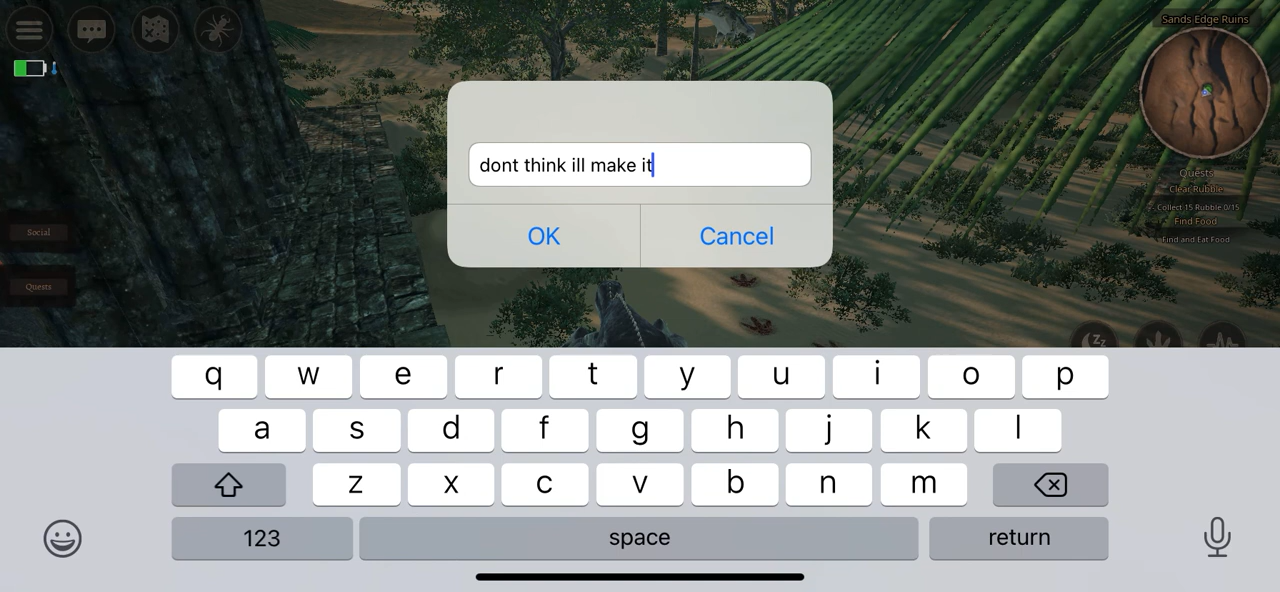 Sands Edge Ruins
dont think ill make it
OK
Cancel
Quests
Clear Rubble
Collect 15 Rubble 0/15
Find Food
Find and Eat Food
Social
Quests
Zz
q w e r t y u i o p
a s d f g h j k l
z x c v b n m
123
space
return